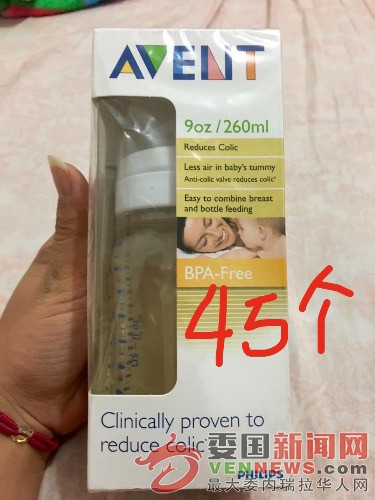 AVENT
9oz / 260ml
Reduces Colic
Less air in baby's tummy
Anti-colic valve reduces colic*
Easy to combine breast
and bottle feeding
BPA-Free
45个
Clinically proven to
reduce colic*
PHILIPS
委国新闻网
VENNEWS.com
最大委内瑞拉华人网